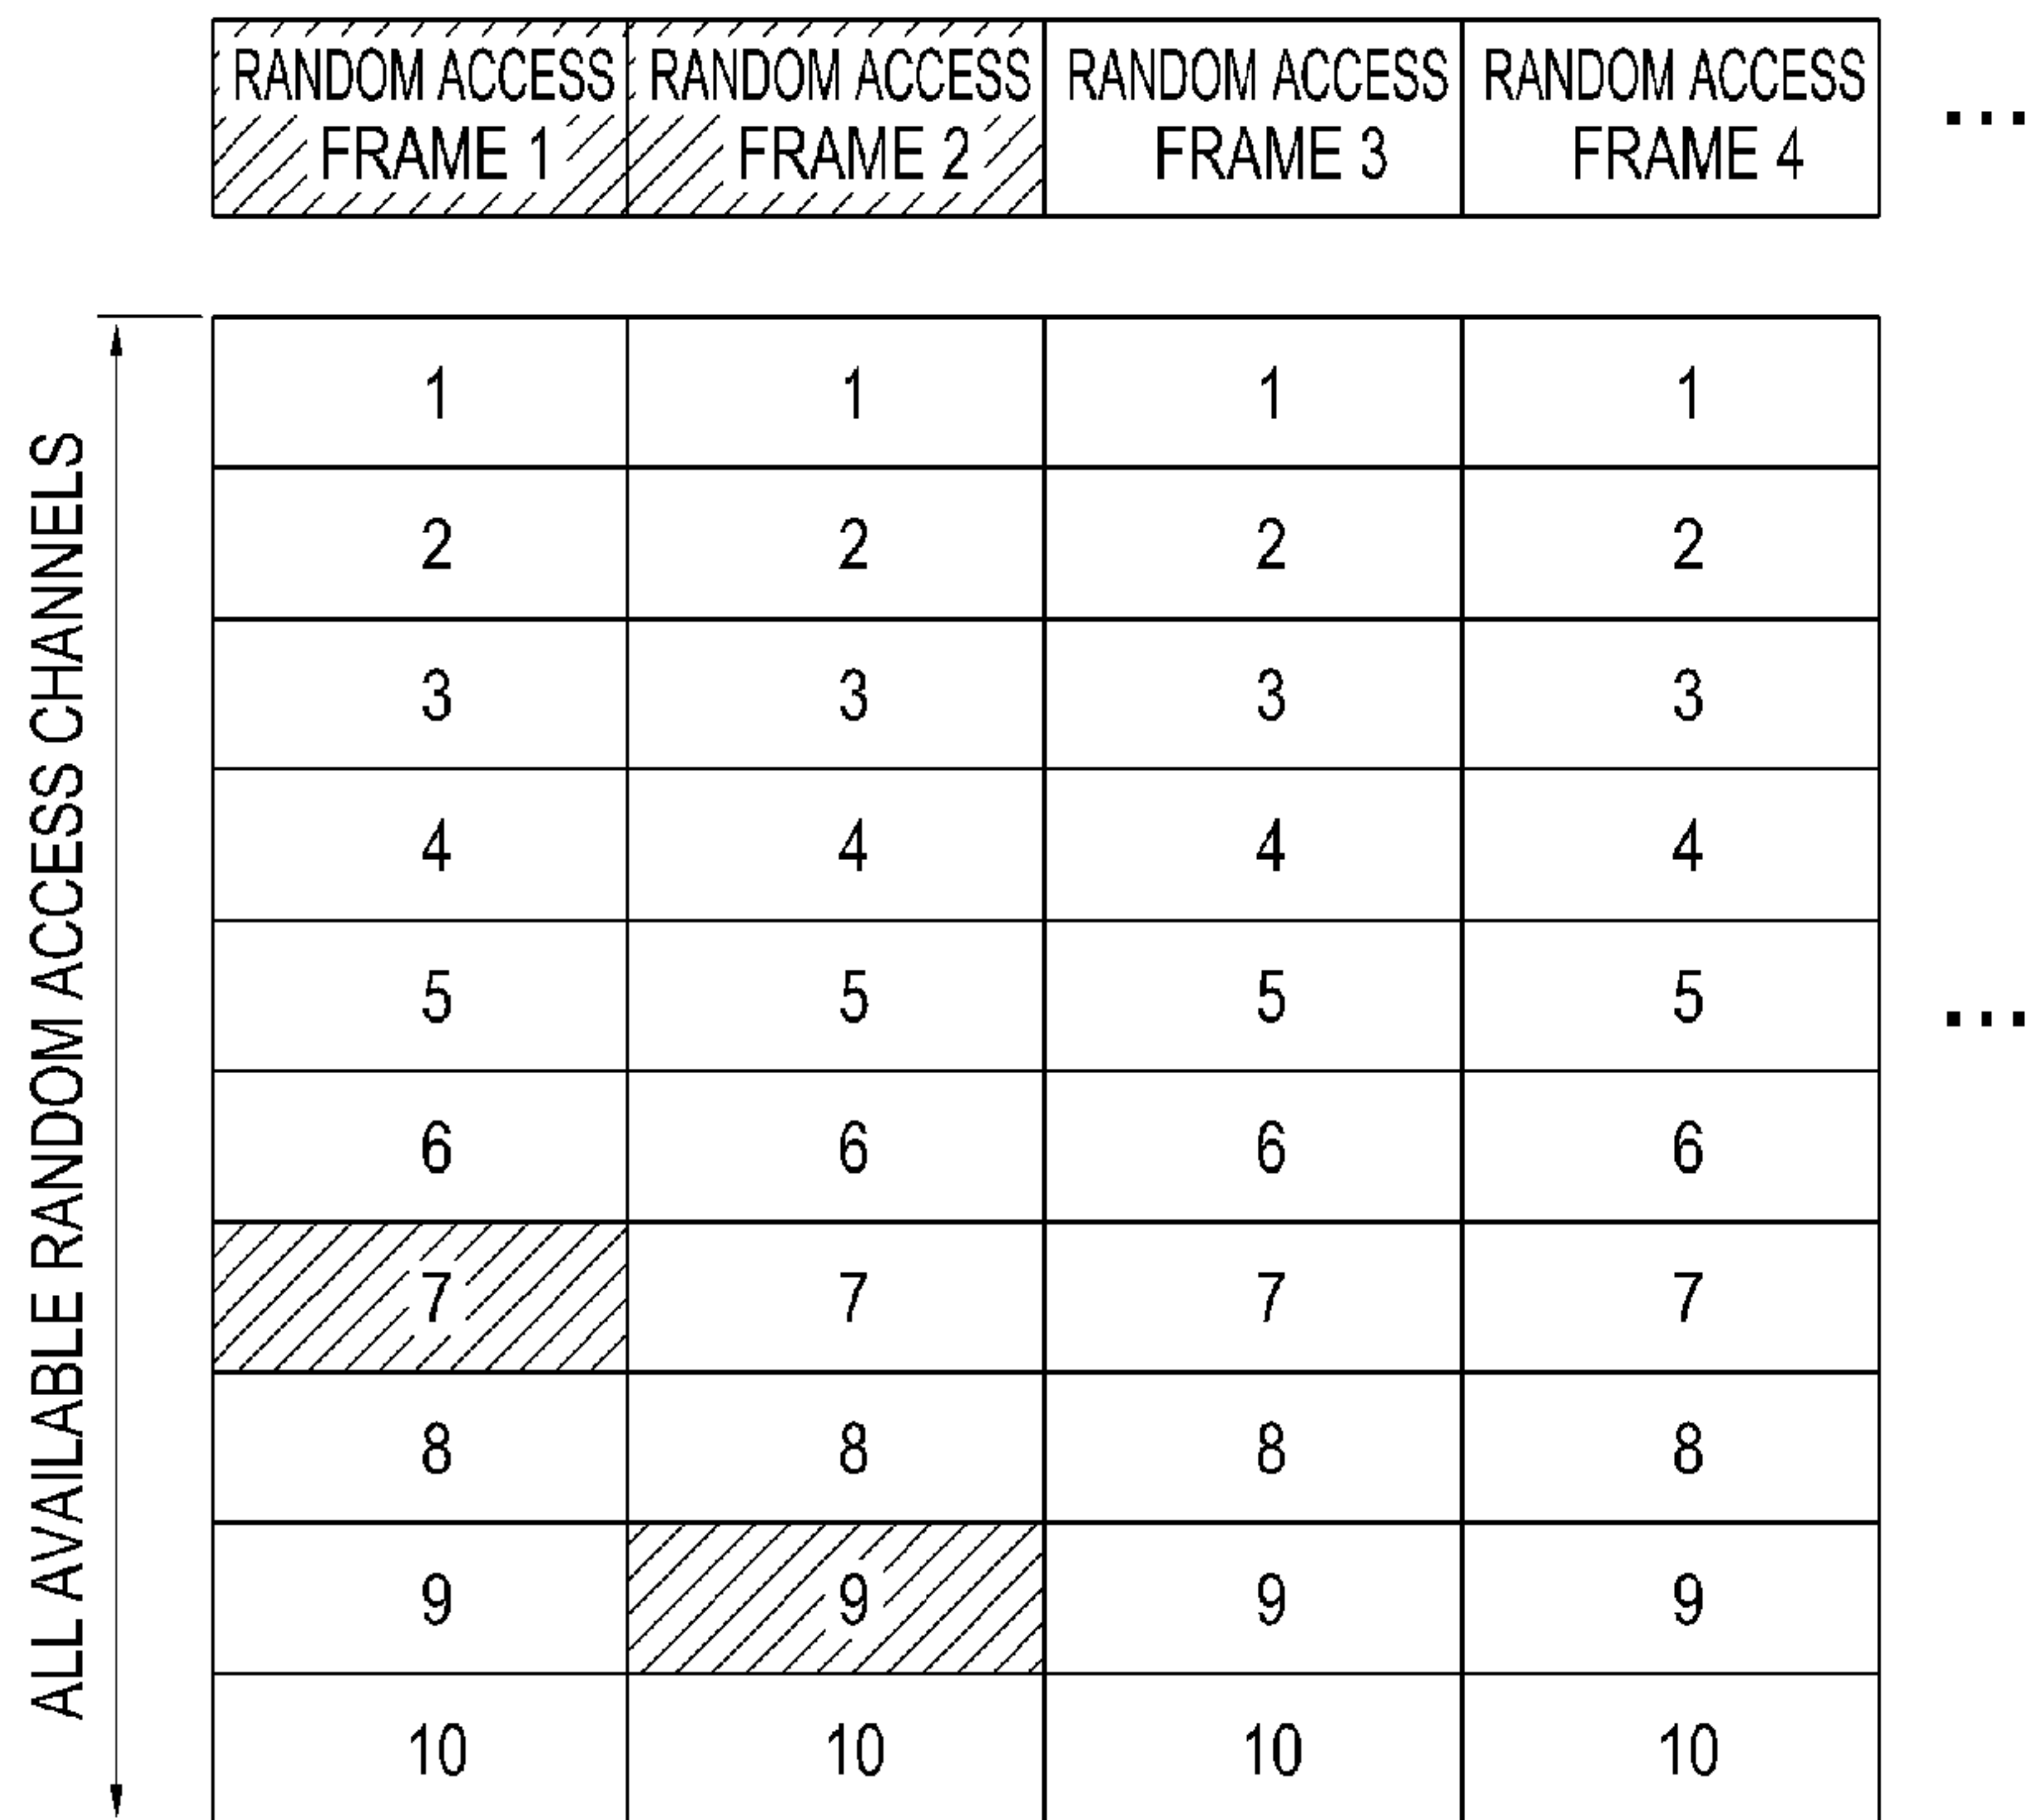 RANDOM ACCESS FRAME 1 RANDOM ACCESS FRAME 2 RANDOM ACCESS FRAME 3 RANDOM ACCESS FRAME 4 ...
ALL AVAILABLE RANDOM ACCESS CHANNELS
1 1 1 1
2 2 2 2
3 3 3 3
4 4 4 4
5 5 5 5 ...
6 6 6 6
7 7 7 7
8 8 8 8
9 9 9 9
10 10 10 10